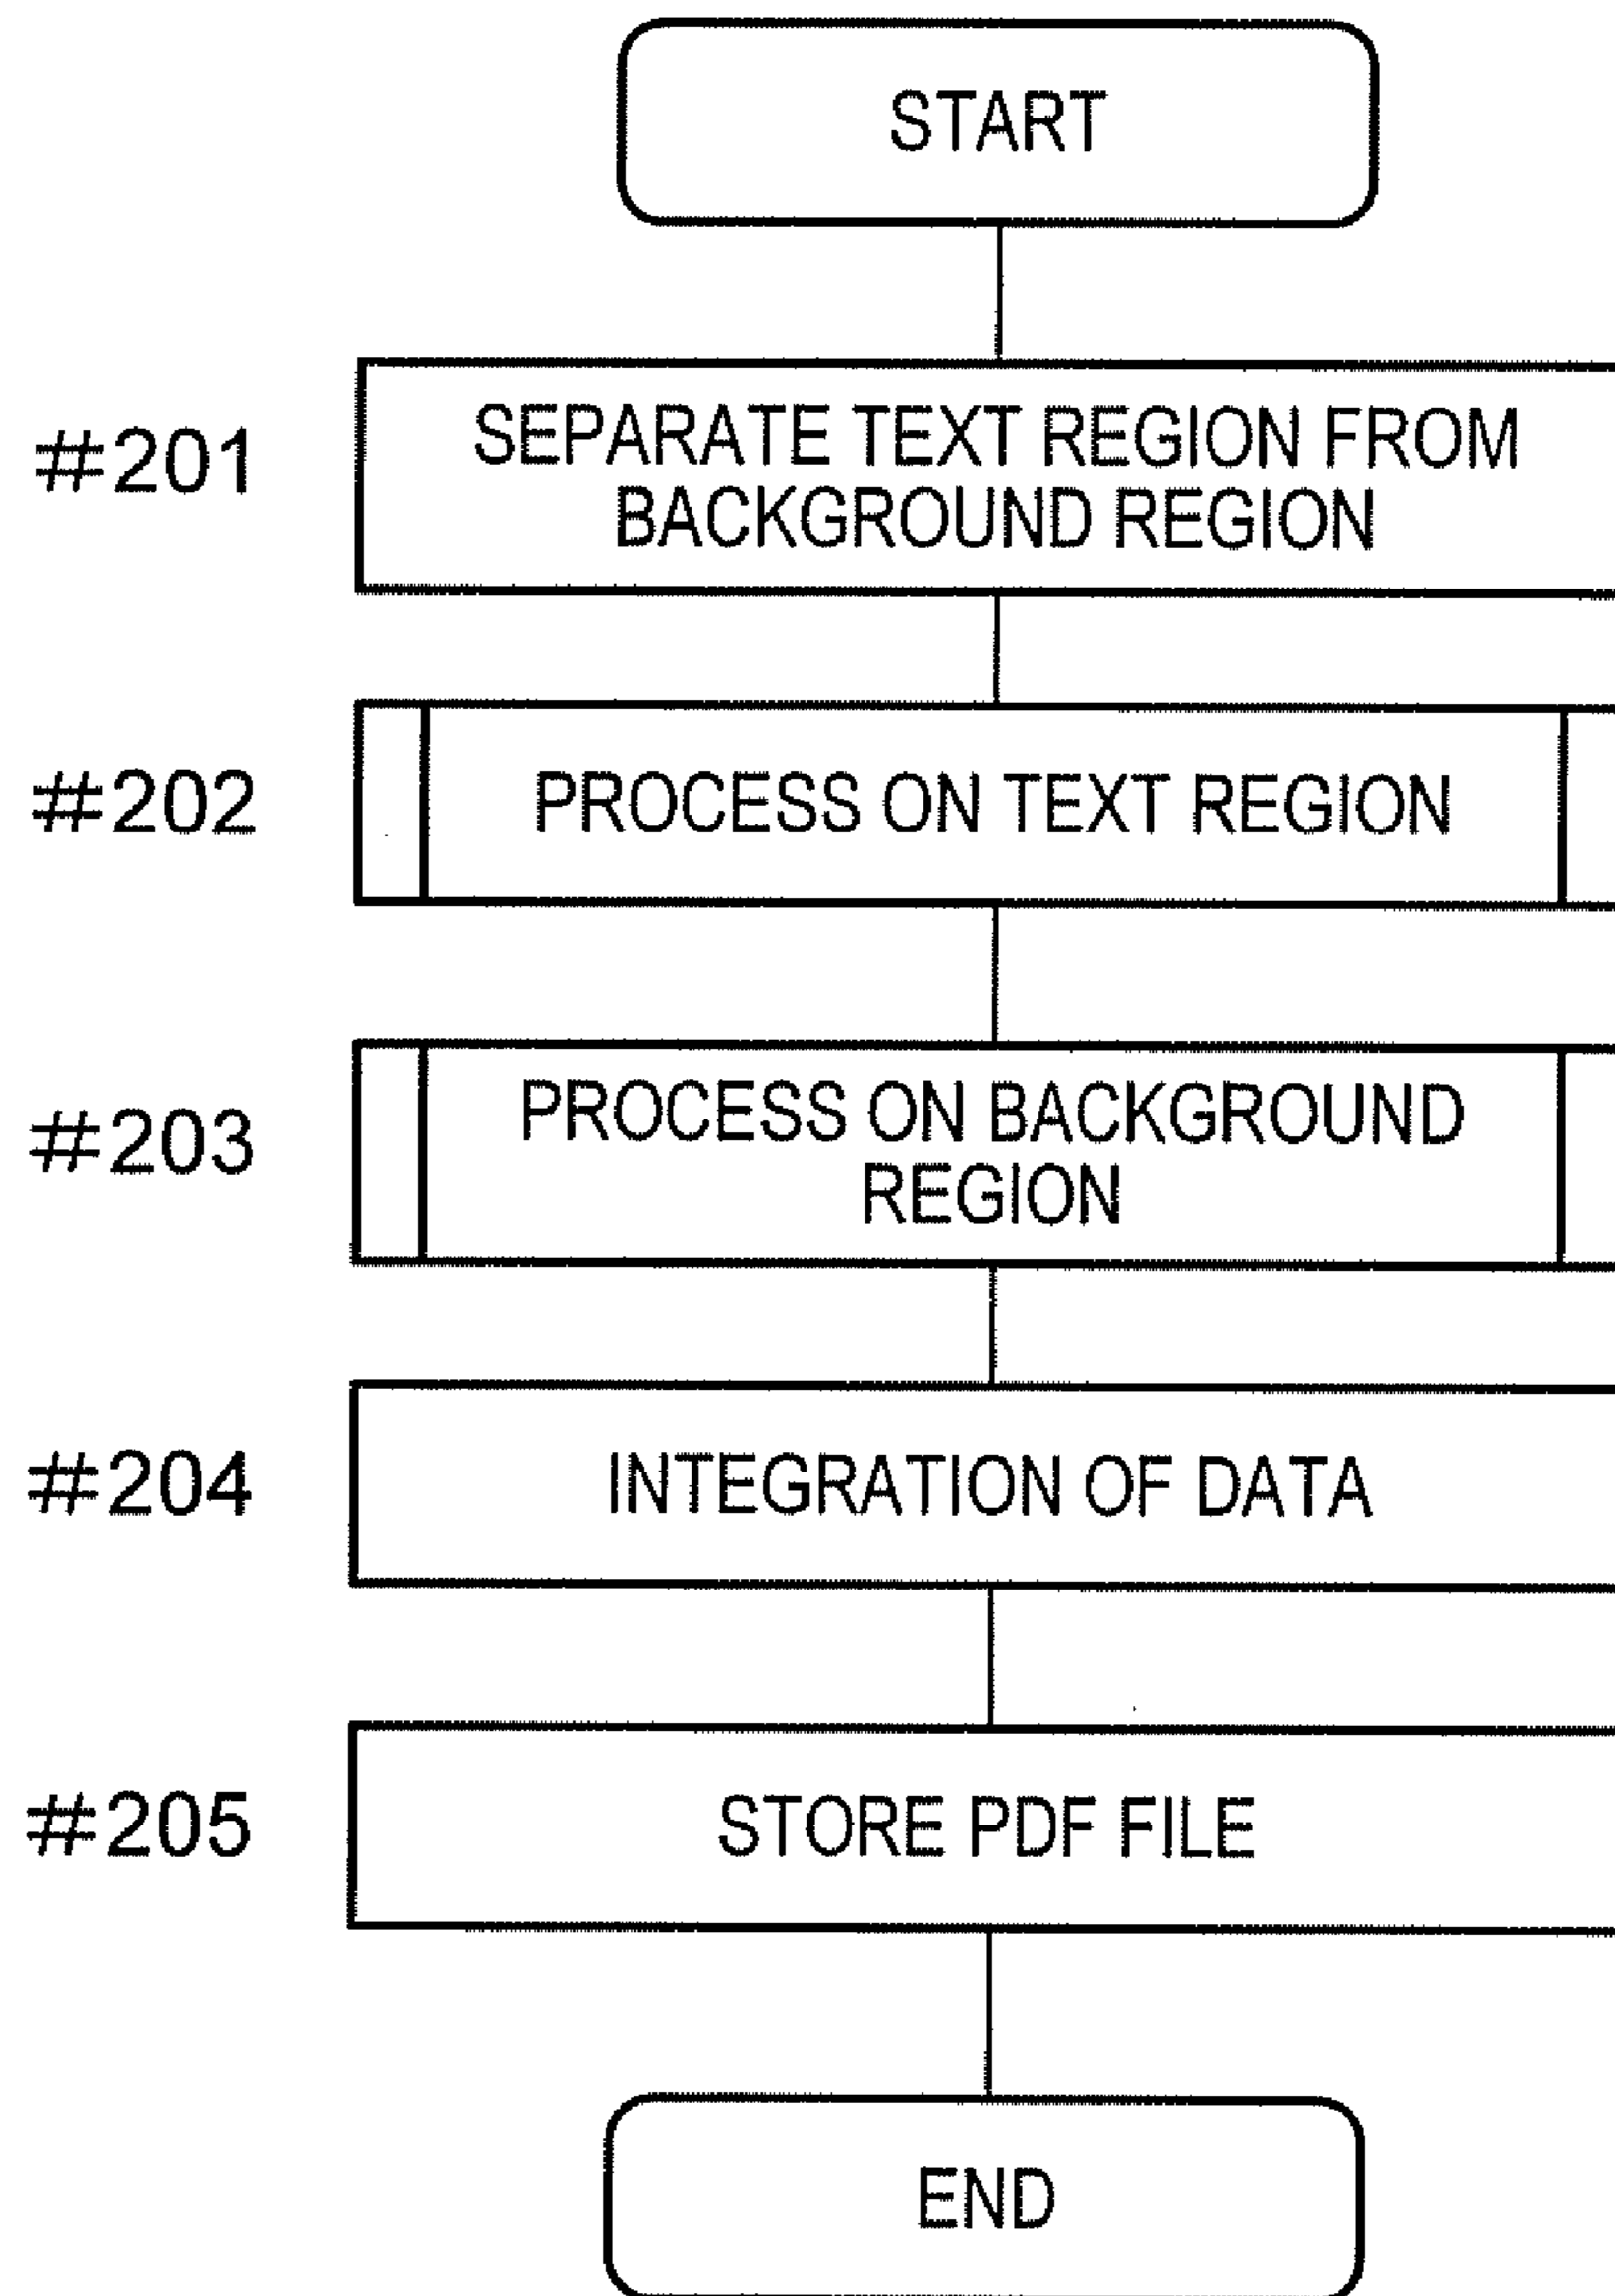 START
#201
SEPARATE TEXT REGION FROM
BACKGROUND REGION
#202
PROCESS ON TEXT REGION
#203
PROCESS ON BACKGROUND
REGION
#204
INTEGRATION OF DATA
#205
STORE PDF FILE
END